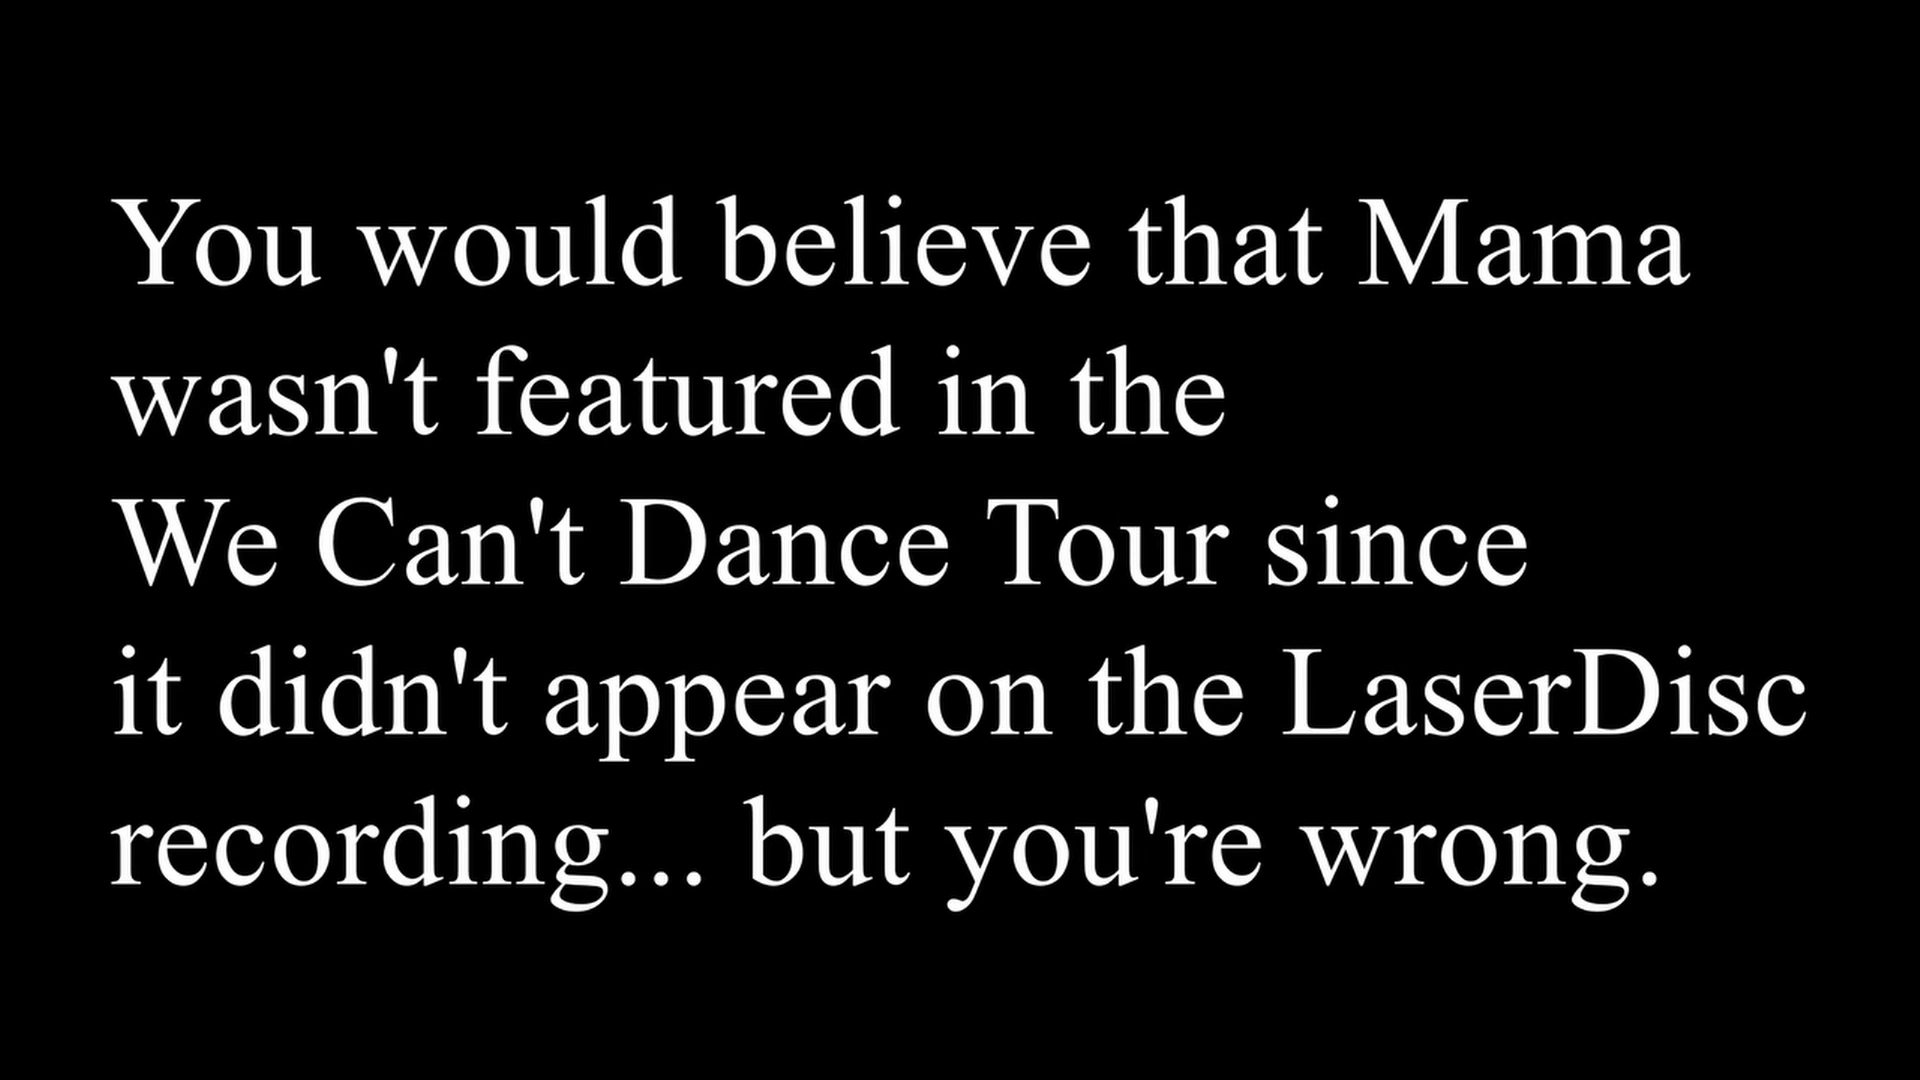 You would believe that Mama
wasn't featured in the
We Can't Dance Tour since
it didn't appear on the LaserDisc
recording... but you're wrong.